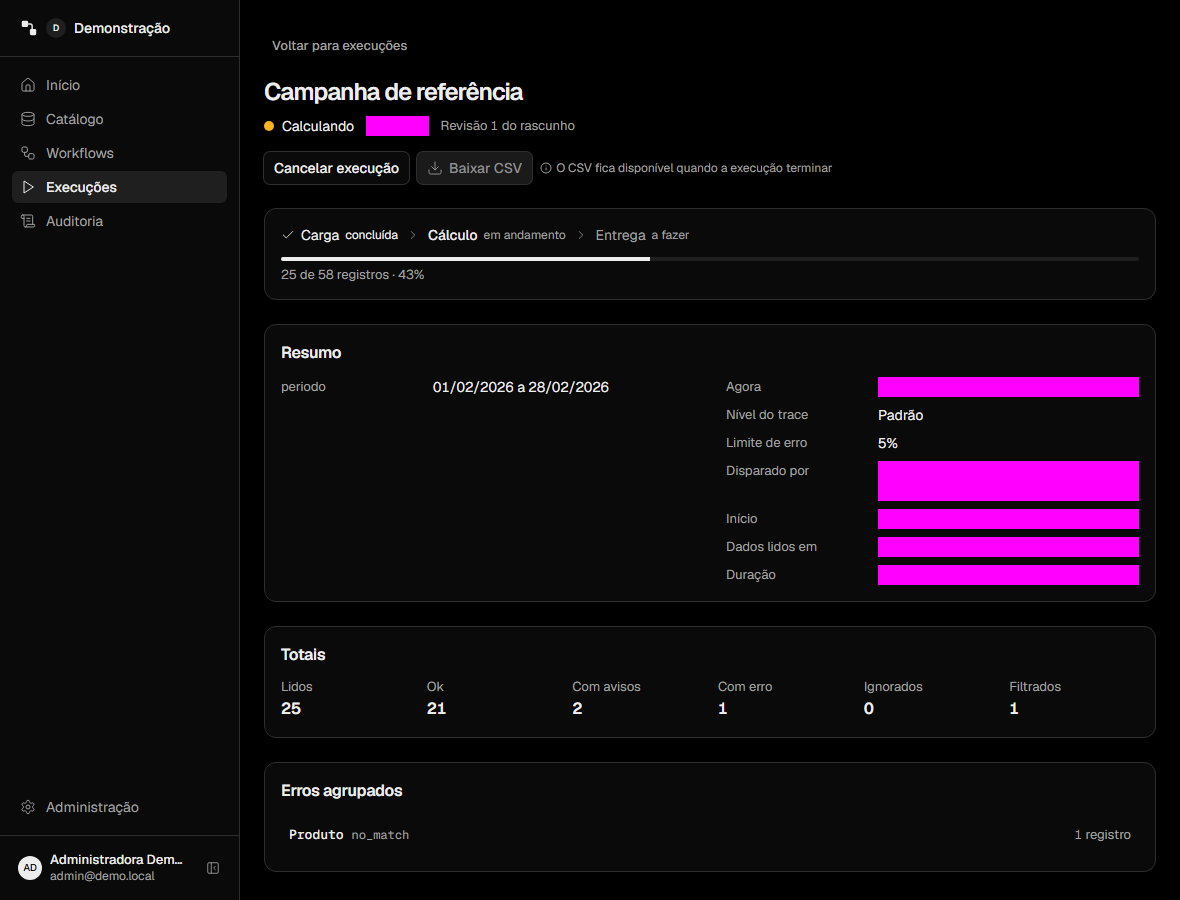 D Demonstração
Início
Catálogo
Workflows
Execuções
Auditoria
Administração
AD Administradora Dem...
admin@demo.local
Voltar para execuções
Campanha de referência
Calculando Revisão 1 do rascunho
Cancelar execução Baixar CSV O CSV fica disponível quando a execução terminar
Carga concluída Cálculo em andamento Entrega a fazer
25 de 58 registros · 43%
Resumo
periodo 01/02/2026 a 28/02/2026
Agora
Nível do trace Padrão
Limite de erro 5%
Disparado por
Início
Dados lidos em
Duração
Totais
Lidos Ok Com avisos Com erro Ignorados Filtrados
25 21 2 1 0 1
Erros agrupados
Produto no_match 1 registro